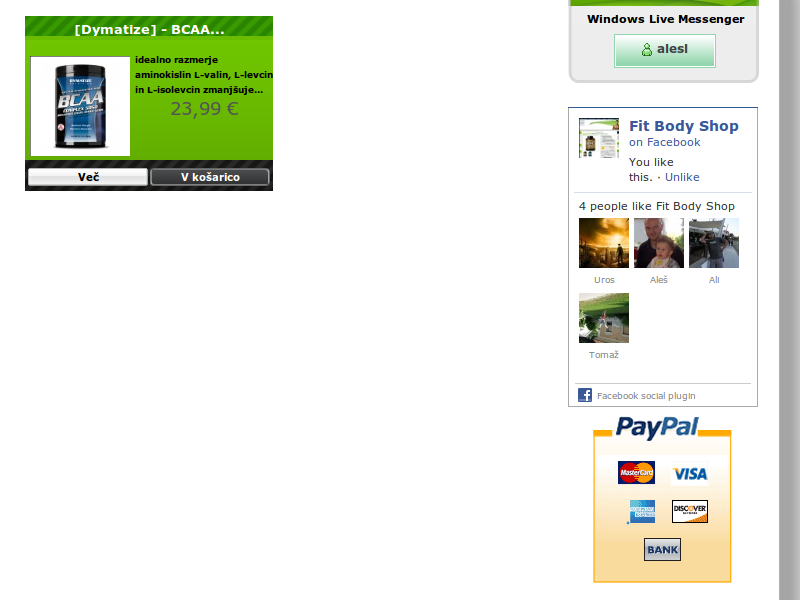 [Dymatize] - BCAA...
idealno razmerje
aminokislin L-valin, L-levcin
in L-isolevcin zmanjšuje...
23,99 €
DYMATIZE
BCAA
Več
V košarico
Windows Live Messenger
alesl
Fit Body Shop
on Facebook
You like
this. · Unlike
4 people like Fit Body Shop
Uros
Aleš
Ali
Tomaž
Facebook social plugin
PayPal
MasterCard
VISA
DISCOVER
BANK